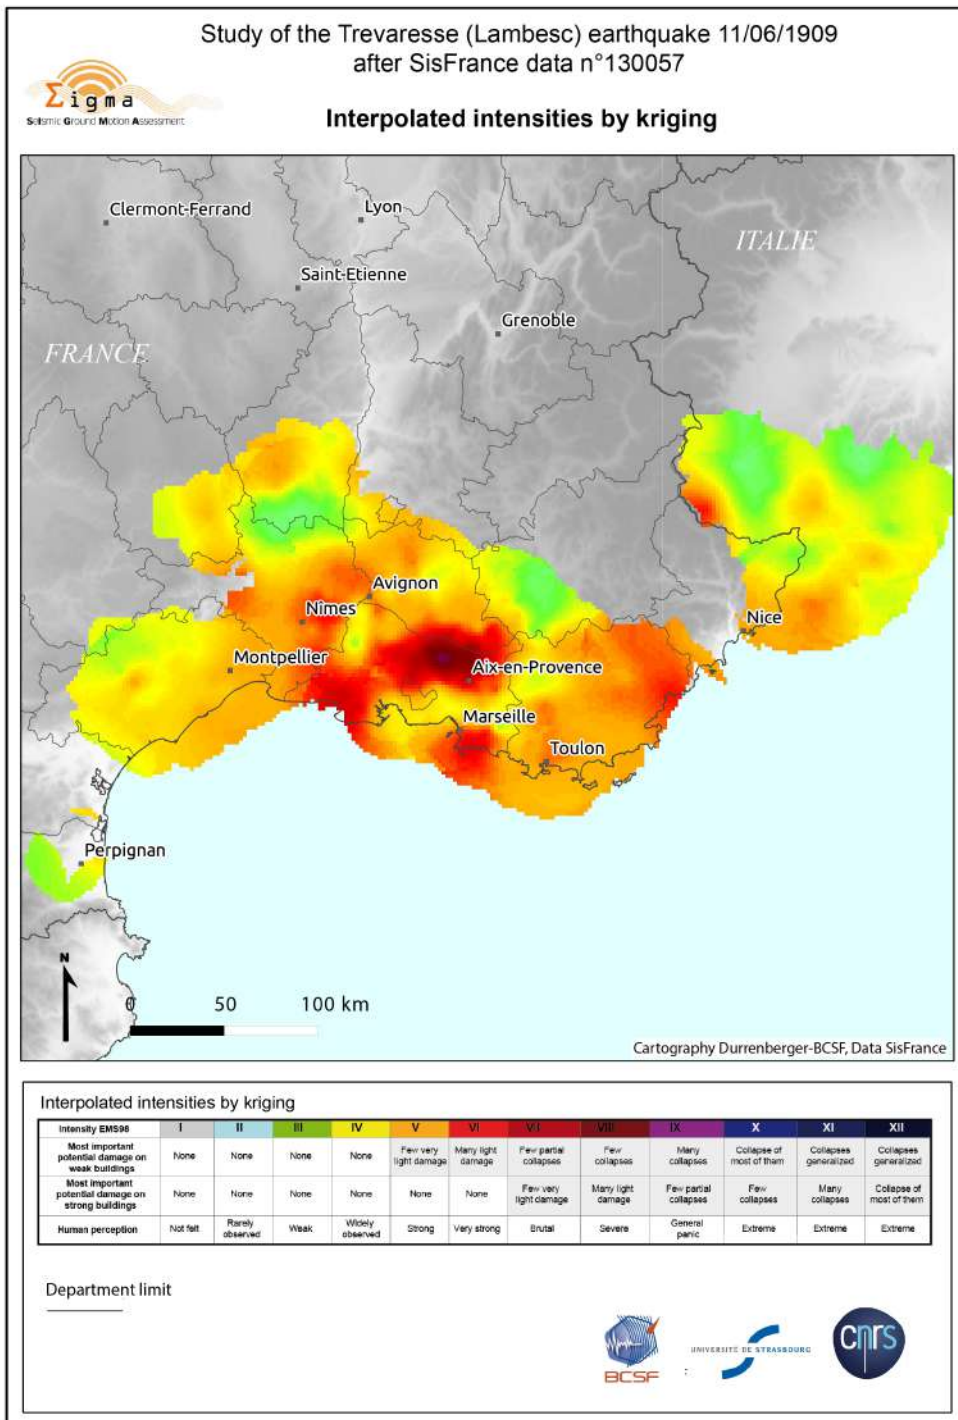 Study of the Trevaresse (Lambesc) earthquake 11/06/1909
after SisFrance data n°130057
Σigma
Seismic Ground Motion Assessment
Interpolated intensities by kriging
Clermont-Ferrand
Lyon
ITALIE
Saint-Etienne
Grenoble
FRANCE
Avignon
Nîmes
Nice
Montpellier
Aix-en-Provence
Marseille
Toulon
Perpignan
N
0 50 100 km
Cartography Durrenberger-BCSF, Data SisFrance
Interpolated intensities by kriging
Intensity EMS98 I II III IV V VI VII VIII IX X XI XII
Most important potential damage on weak buildings None None None None Few very light damage Many light damage Few partial collapses Few collapses Many collapses Collapse of most of them Collapses generalized Collapses generalized
Most important potential damage on strong buildings None None None None None None Few very light damage Many light damage Few partial collapses Few collapses Many collapses Collapse of most of them
Human perception Not felt Rarely observed Weak Widely observed Strong Very strong Brutal Severe General panic Extreme Extreme Extreme
Department limit
BCSF
:
UNIVERSITÉ DE STRASBOURG
cnrs